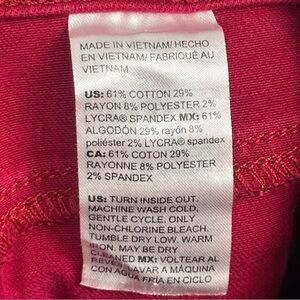 MADE IN VIETNAM/ HECHO
EN VIETNAM/ FABRIQUÉ AU
VIETNAM
US: 61% COTTON 29%
RAYON 8% POLYESTER 2%
LYCRA® SPANDEX MX: 61%
ALGODÓN 29% rayón 8%
poliéster 2% LYCRA® SPANDEX
CA: 61% COTON 29%
RAYONNE 8% POLYESTER
2% SPANDEX
US: TURN INSIDE OUT.
MACHINE WASH COLD,
GENTLE CYCLE. ONLY
NON-CHLORINE BLEACH.
TUMBLE DRY LOW. WARM
IRON. MAY BE DRY
CLEANED MX: VOLTEAR AL
LAVAR A MÁQUINA
CON AGUA FRÍA EN CICLO